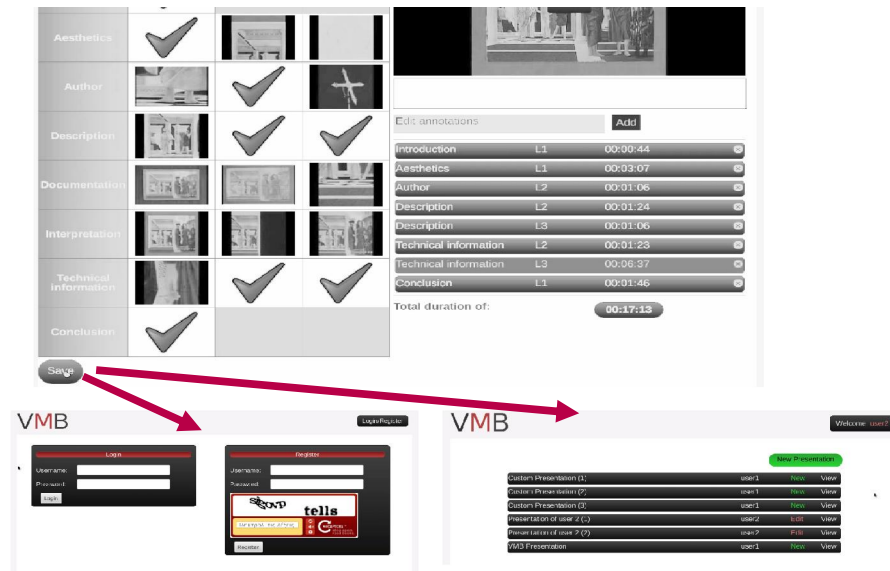 Aesthetics
Author
Description
Documentation
Interpretation
Technical
information
Conclusion
Save
Edit annotations Add
Introduction L1 00:00:44
Aesthetics L1 00:03:07
Author L2 00:01:06
Description L2 00:01:24
Description L3 00:01:06
Technical information L2 00:01:23
Technical information L3 00:06:37
Conclusion L1 00:01:46
Total duration of: 00:17:13
VMB Login/Register
Login
Username:
Password:
Login
Register
Username:
Password:
tells
Register
VMB Welcome user2
New Presentation
Custom Presentation (1) user1 New View
Custom Presentation (2) user1 New View
Custom Presentation (3) user1 New View
Presentation of user 2 (1) user2 Edit View
Presentation of user 2 (2) user2 Edit View
VMB Presentation user1 New View